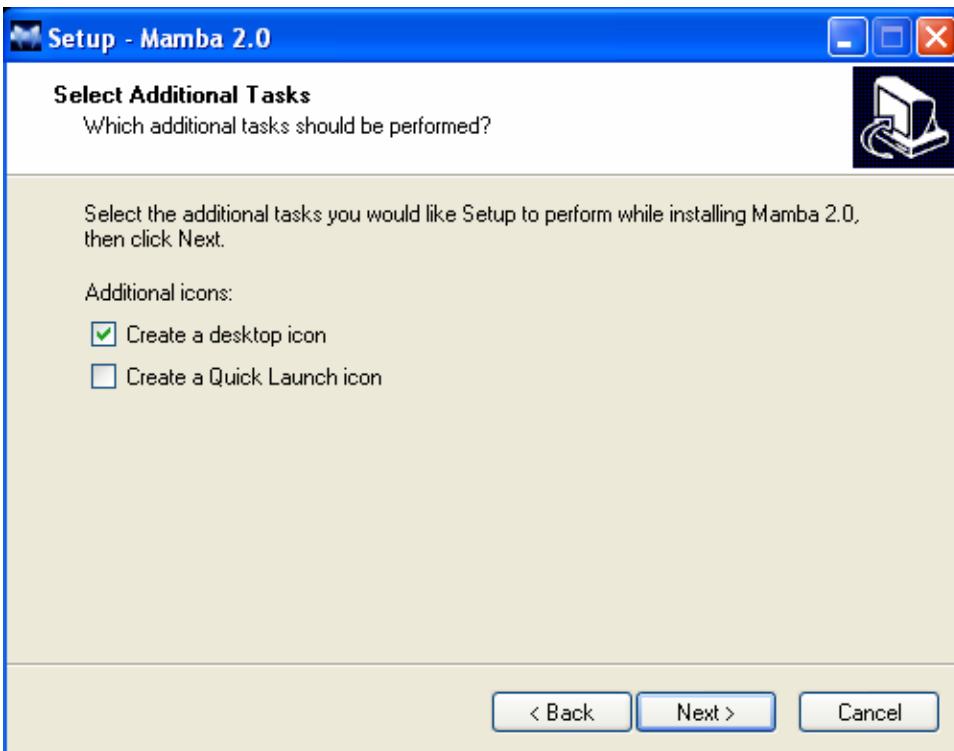 Setup - Mamba 2.0
Select Additional Tasks
Which additional tasks should be performed?
Select the additional tasks you would like Setup to perform while installing Mamba 2.0,
then click Next.
Additional icons:
Create a desktop icon
Create a Quick Launch icon
< Back
Next >
Cancel